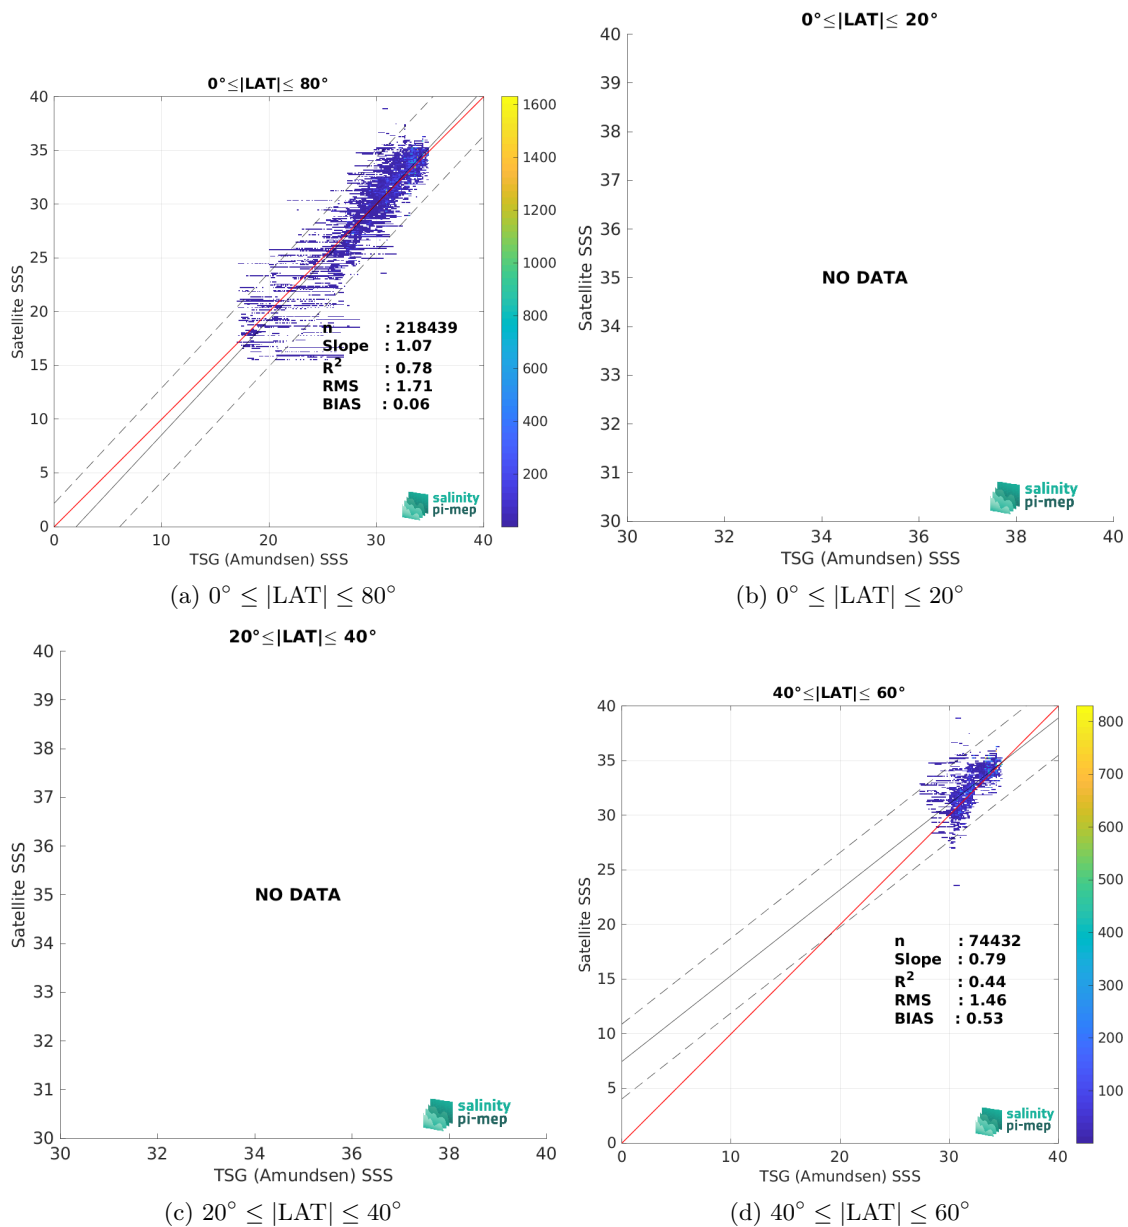 0°≤|LAT|≤ 80°
Satellite SSS
40
35
30
25
20
15
10
5
0
0 10 20 30 40
TSG (Amundsen) SSS
1600
1400
1200
1000
800
600
400
200
n : 218439
Slope : 1.07
R² : 0.78
RMS : 1.71
BIAS : 0.06
salinity
pi-mep
(a) 0° ≤ |LAT| ≤ 80°
0°≤|LAT|≤ 20°
Satellite SSS
40
39
38
37
36
35
34
33
32
31
30
30 32 34 36 38 40
TSG (Amundsen) SSS
NO DATA
salinity
pi-mep
(b) 0° ≤ |LAT| ≤ 20°
20°≤|LAT|≤ 40°
Satellite SSS
40
39
38
37
36
35
34
33
32
31
30
30 32 34 36 38 40
TSG (Amundsen) SSS
NO DATA
salinity
pi-mep
(c) 20° ≤ |LAT| ≤ 40°
40°≤|LAT|≤ 60°
Satellite SSS
40
35
30
25
20
15
10
5
0
0 10 20 30 40
TSG (Amundsen) SSS
800
700
600
500
400
300
200
100
n : 74432
Slope : 0.79
R² : 0.44
RMS : 1.46
BIAS : 0.53
salinity
pi-mep
(d) 40° ≤ |LAT| ≤ 60°